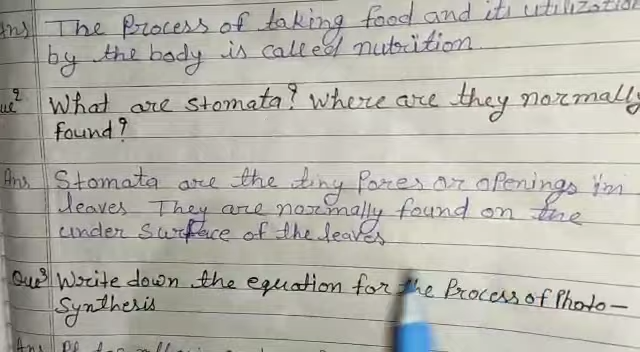 Ans The Process of taking food and its utilization
by the body is called nutrition
Que2 What are stomata? Where are they normally
found?
Ans Stomata are the tiny Pores or openings in
leaves They are normally found on the
under Surface of the leaves
Que3 Write down the equation for the Process of Photo-
Synthesis
Ans